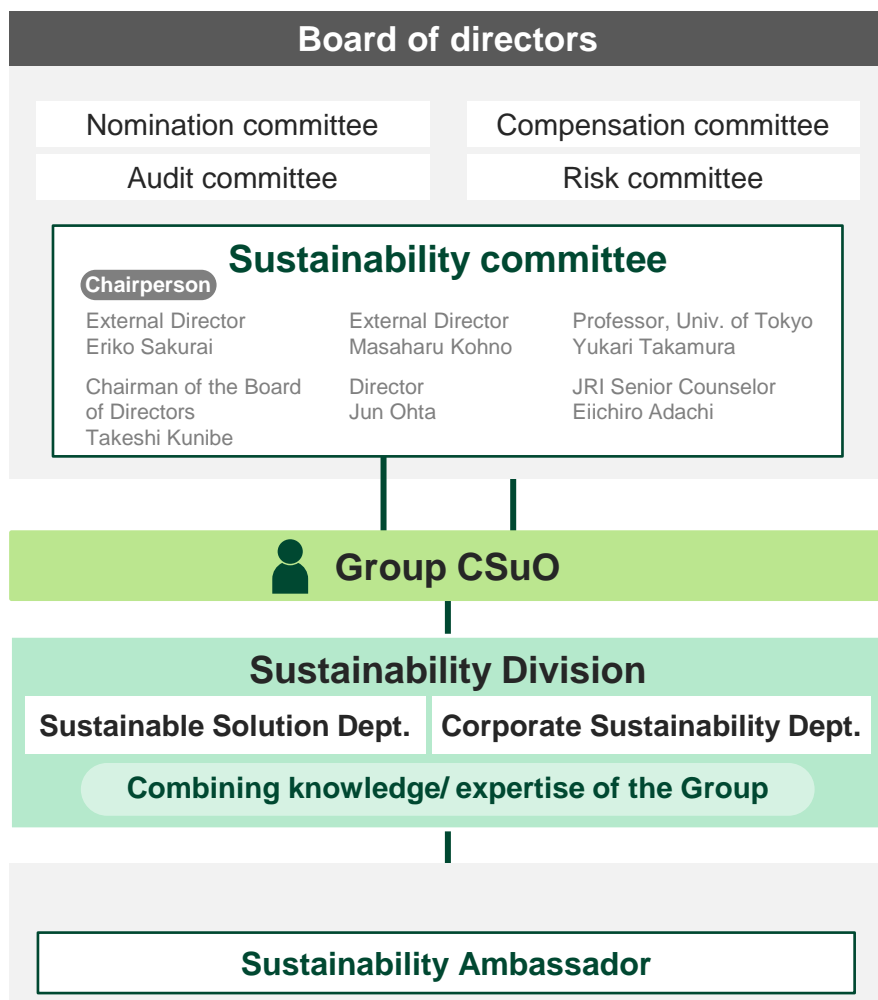 Board of directors
Nomination committee
Compensation committee
Audit committee
Risk committee
Sustainability committee
Chairperson
External Director
Eriko Sakurai
External Director
Masaharu Kohno
Professor, Univ. of Tokyo
Yukari Takamura
Chairman of the Board
of Directors
Takeshi Kunibe
Director
Jun Ohta
JRI Senior Counselor
Eiichiro Adachi
Group CSuO
Sustainability Division
Sustainable Solution Dept.
Corporate Sustainability Dept.
Combining knowledge/ expertise of the Group
Sustainability Ambassador